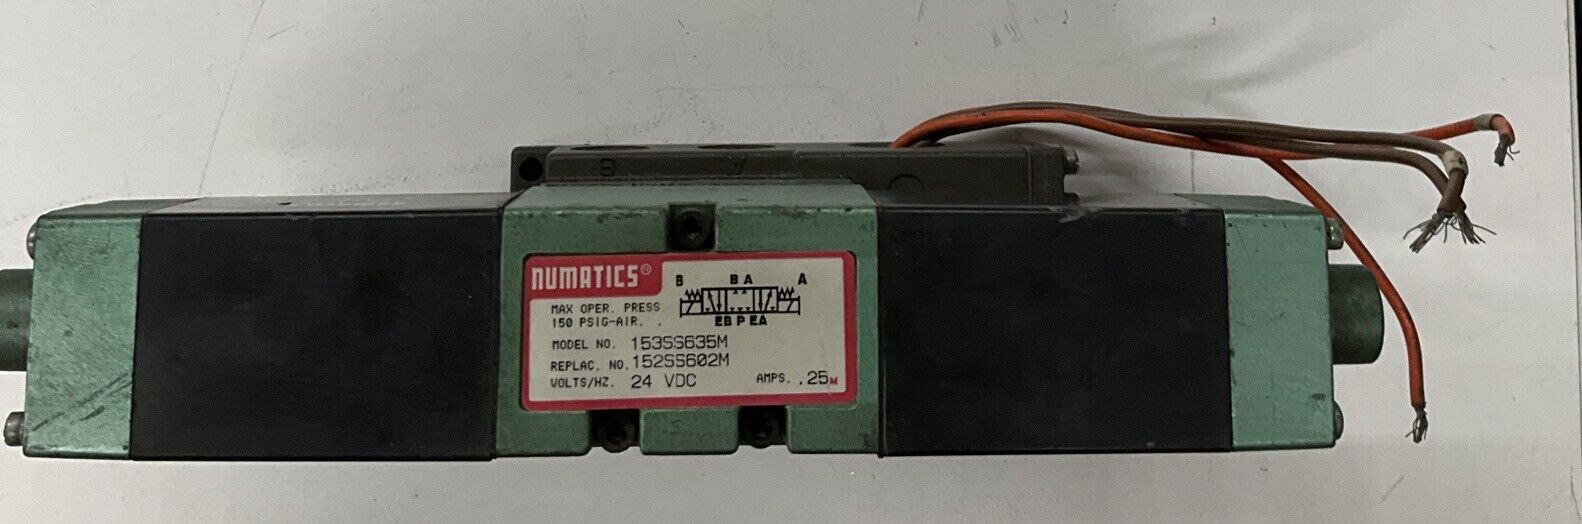 B A
NUMATICS®
B BA A
EB P EA
MAX OPER. PRESS
150 PSIG-AIR.
MODEL NO. 153SS635M
REPLAC. NO. 152SS602M
VOLTS/HZ. 24 VDC AMPS. .25M